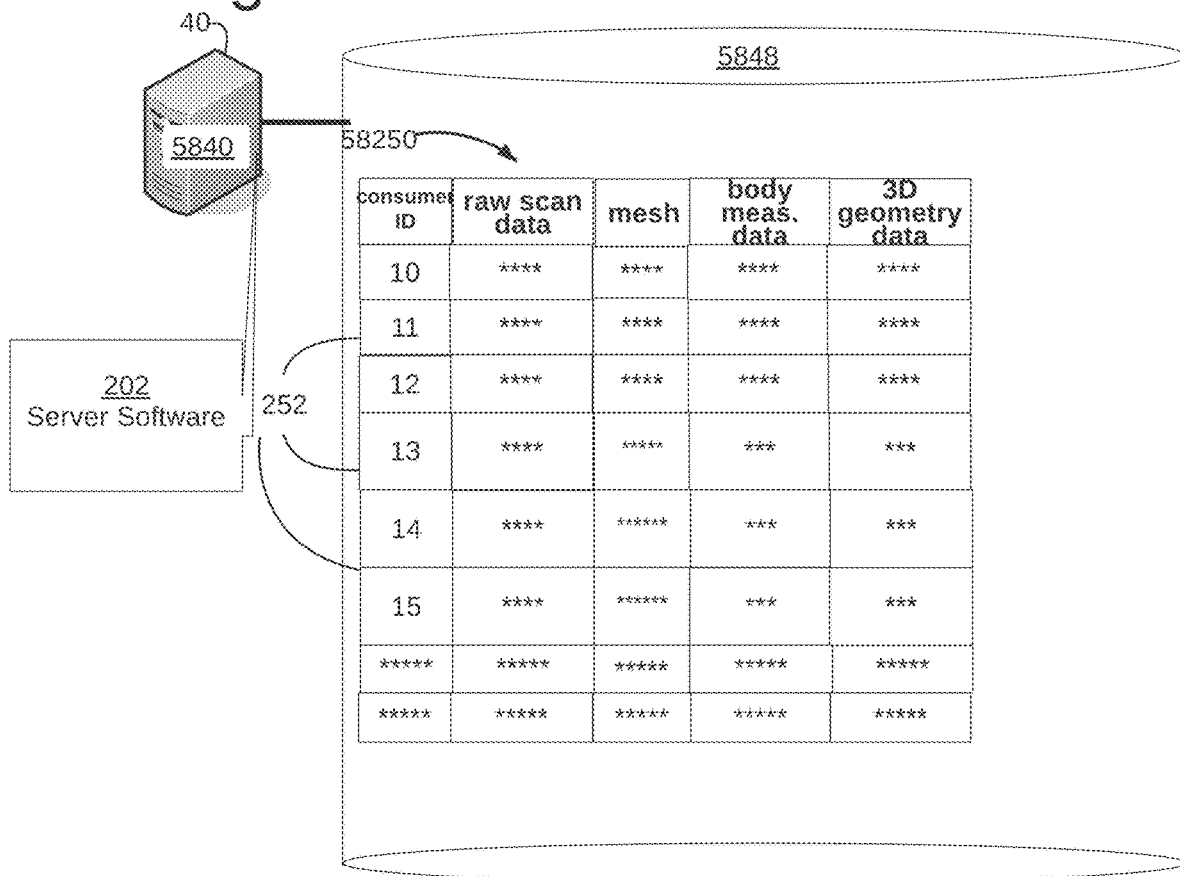 40
5848
5840
58250
consumer ID raw scan data mesh body meas. data 3D geometry data
10 **** **** **** ****
11 **** **** **** ****
12 **** **** **** ****
13 **** ***** *** ***
14 **** ****** *** ***
15 **** ****** *** ***
***** ***** ***** ***** *****
***** ***** ***** ***** *****
202
Server Software
252